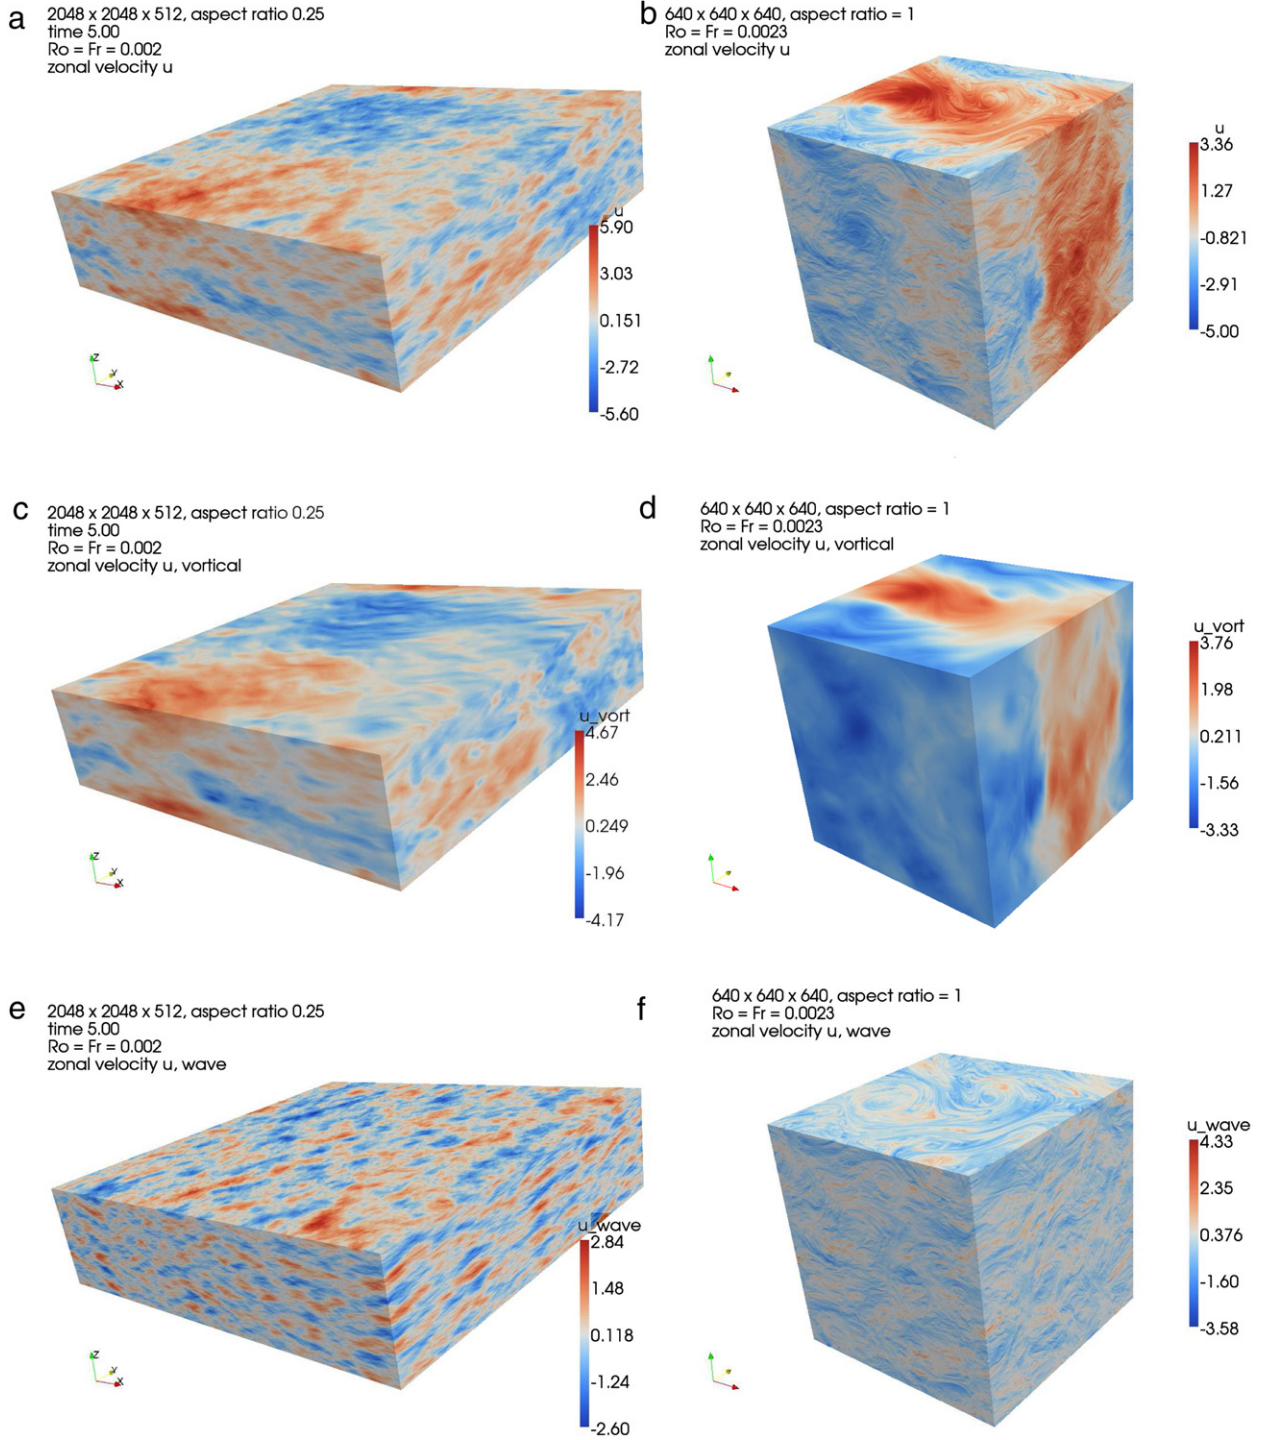 a
2048 x 2048 x 512, aspect ratio 0.25
time 5.00
Ro = Fr = 0.002
zonal velocity u
u
5.90
3.03
0.151
-2.72
-5.60
Z
Y
X
b
640 x 640 x 640, aspect ratio = 1
Ro = Fr = 0.0023
zonal velocity u
u
3.36
1.27
-0.821
-2.91
-5.00
c
2048 x 2048 x 512, aspect ratio 0.25
time 5.00
Ro = Fr = 0.002
zonal velocity u, vortical
u_vort
4.67
2.46
0.249
-1.96
-4.17
Z
Y
X
d
640 x 640 x 640, aspect ratio = 1
Ro = Fr = 0.0023
zonal velocity u, vortical
u_vort
3.76
1.98
0.211
-1.56
-3.33
e
2048 x 2048 x 512, aspect ratio 0.25
time 5.00
Ro = Fr = 0.002
zonal velocity u, wave
u_wave
2.84
1.48
0.118
-1.24
-2.60
Z
Y
X
f
640 x 640 x 640, aspect ratio = 1
Ro = Fr = 0.0023
zonal velocity u, wave
u_wave
4.33
2.35
0.376
-1.60
-3.58